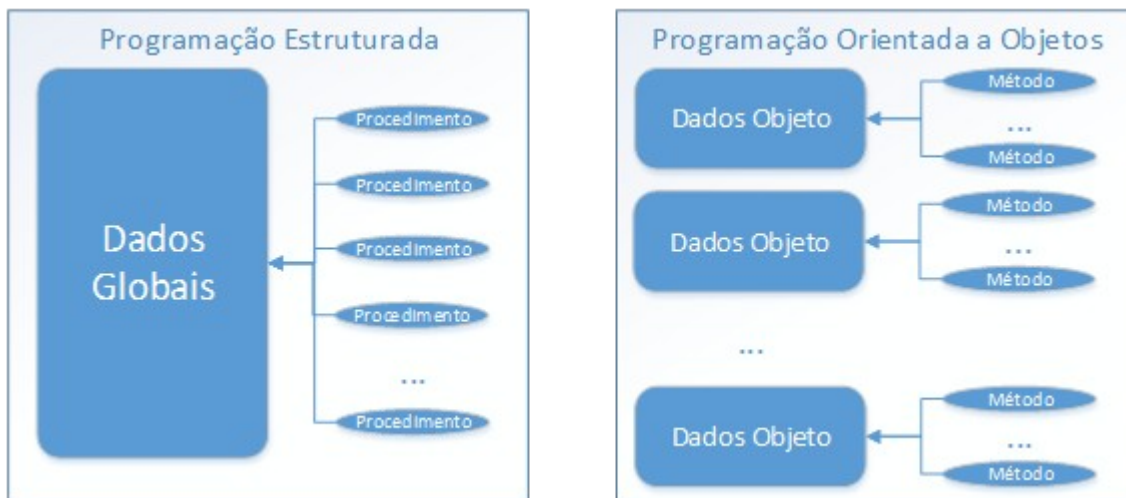 Programação Estruturada
Dados
Globais
Procedimento
Procedimento
Procedimento
Procedimento
...
Procedimento
Programação Orientada a Objetos
Dados Objeto
Método
...
Método
Dados Objeto
Método
...
Método
...
Dados Objeto
Método
...
Método